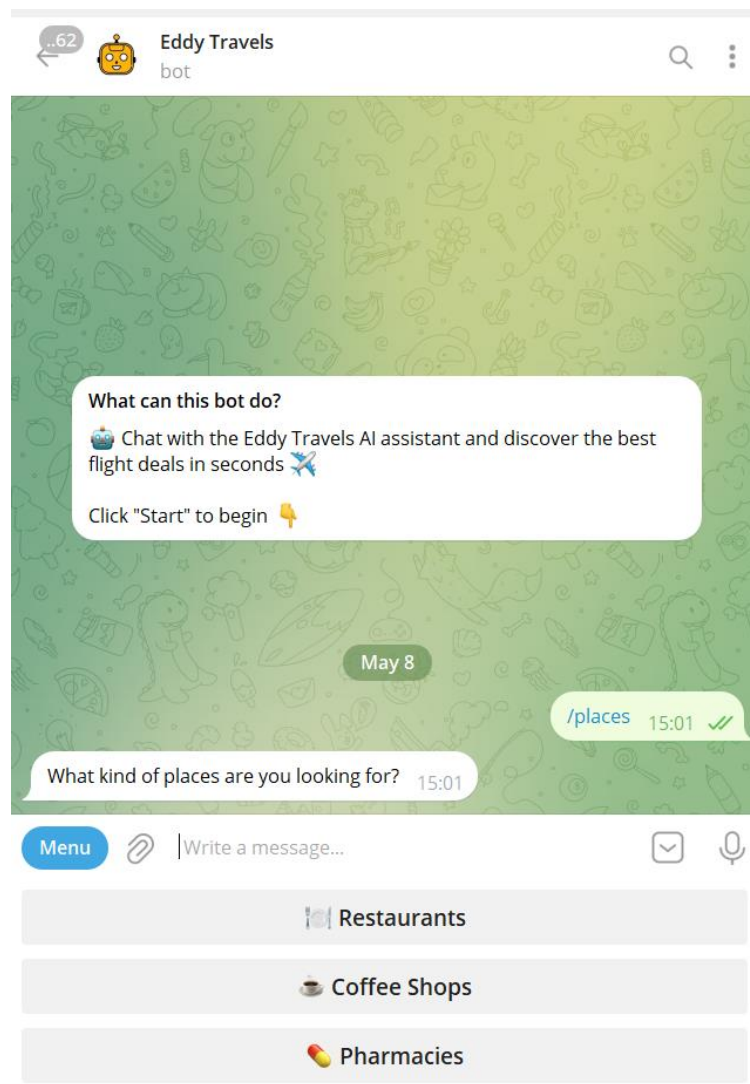 ..62
Eddy Travels
bot
What can this bot do?
🤖 Chat with the Eddy Travels AI assistant and discover the best
flight deals in seconds ✈️
Click "Start" to begin 👇
May 8
/places 15:01
What kind of places are you looking for? 15:01
Menu
Write a message...
🍽️ Restaurants
☕ Coffee Shops
💊 Pharmacies